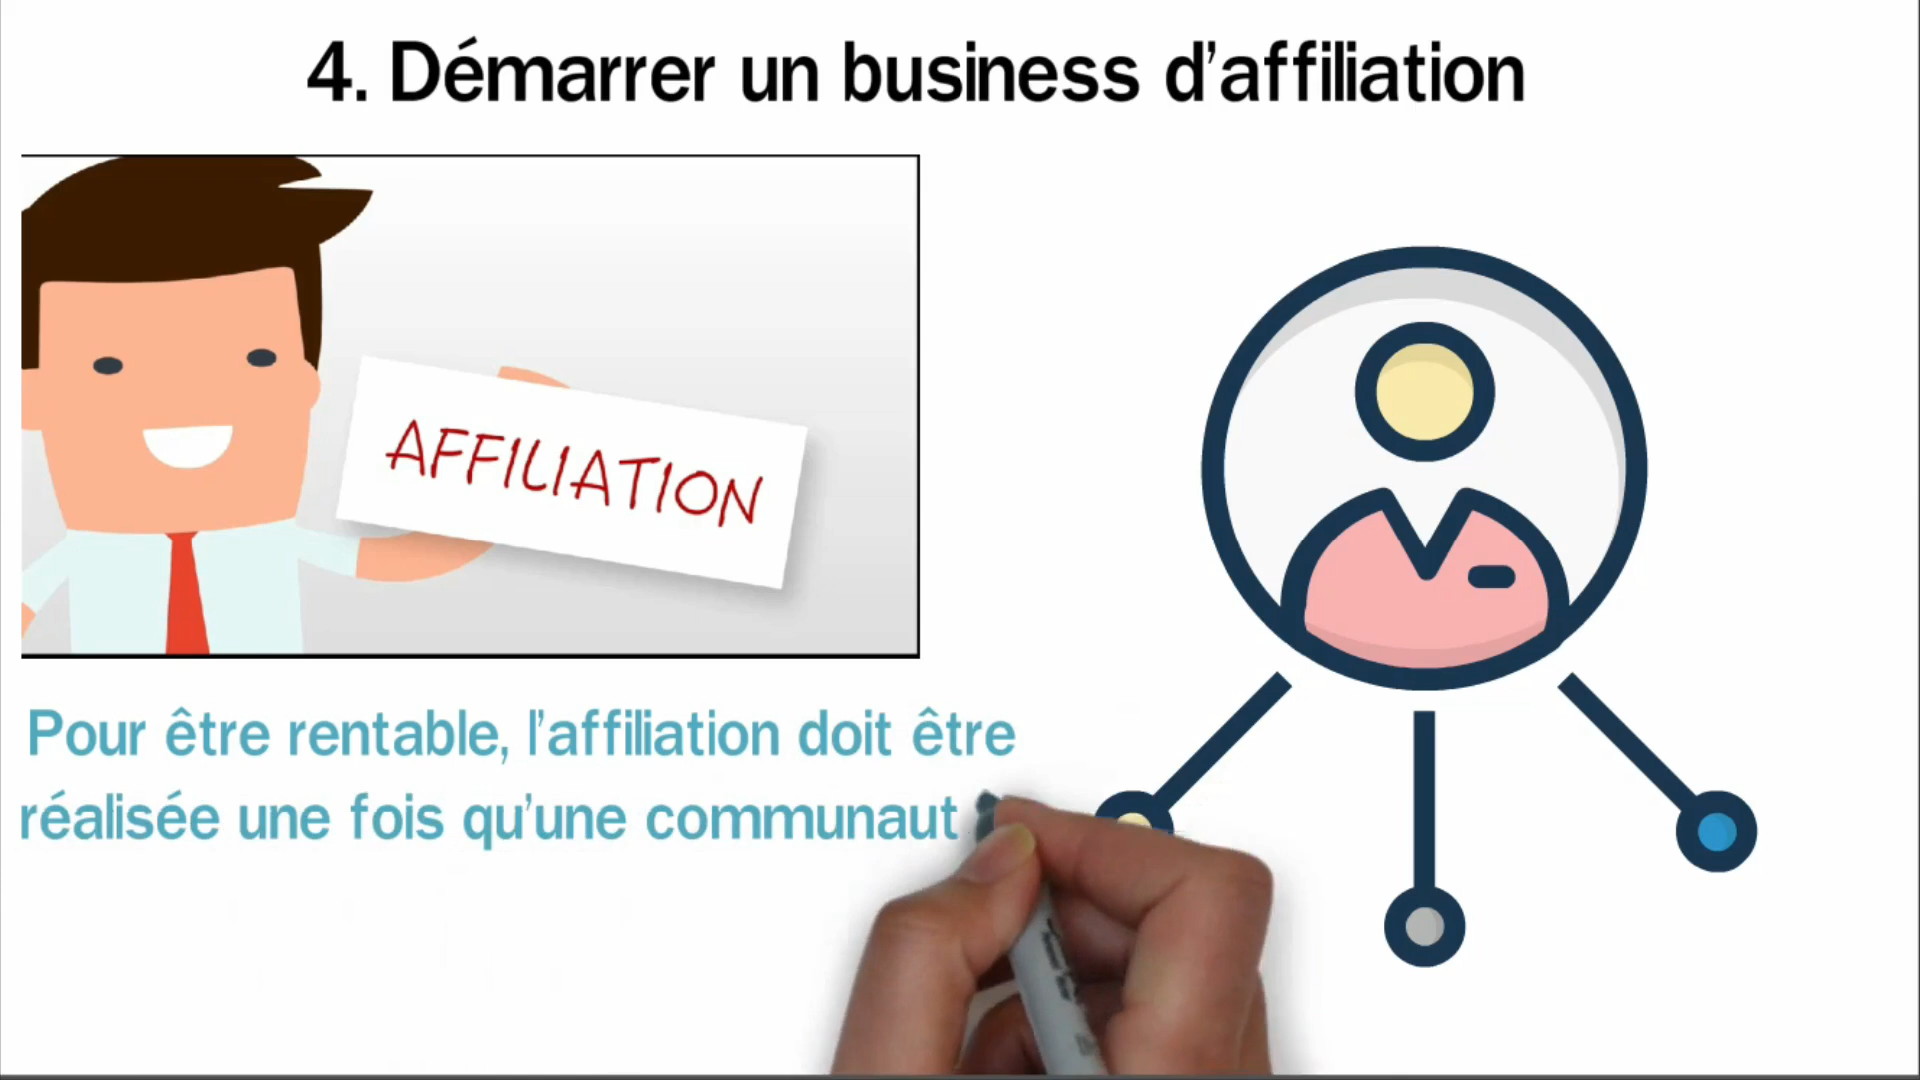 4. Démarrer un business d'affiliation
AFFILIATION
Pour être rentable, l'affiliation doit être
réalisée une fois qu'une communaut